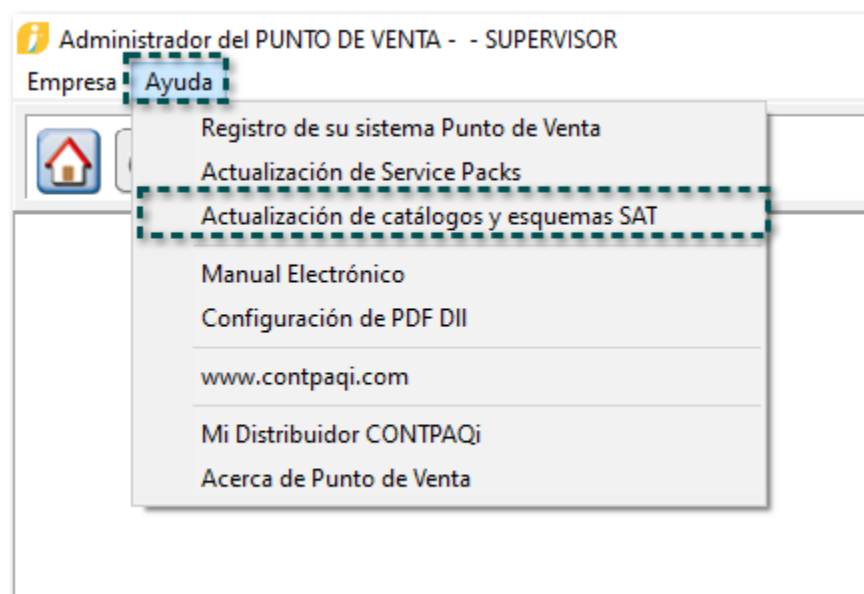 Administrador del PUNTO DE VENTA - - SUPERVISOR
Empresa Ayuda
Registro de su sistema Punto de Venta
Actualización de Service Packs
Actualización de catálogos y esquemas SAT
Manual Electrónico
Configuración de PDF Dll
www.contpaqi.com
Mi Distribuidor CONTPAQi
Acerca de Punto de Venta